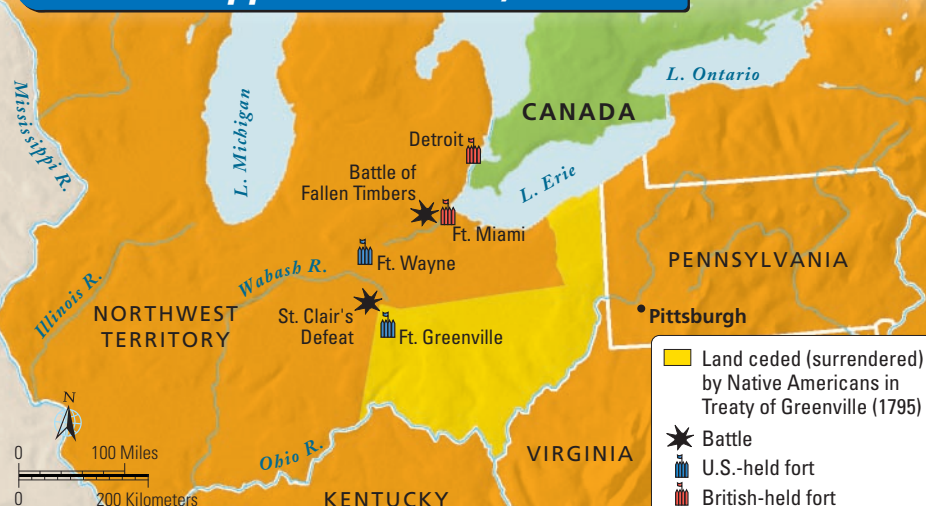 L. Ontario
CANADA
Mississippi R.
L. Michigan
Detroit
L. Erie
Battle of
Fallen Timbers
Ft. Miami
Ft. Wayne
PENNSYLVANIA
Wabash R.
Illinois R.
NORTHWEST
TERRITORY
St. Clair's
Defeat
Ft. Greenville
Pittsburgh
Land ceded (surrendered)
by Native Americans in
Treaty of Greenville (1795)
Battle
U.S.-held fort
British-held fort
N
0 100 Miles
0 200 Kilometers
Ohio R.
VIRGINIA
KENTUCKY